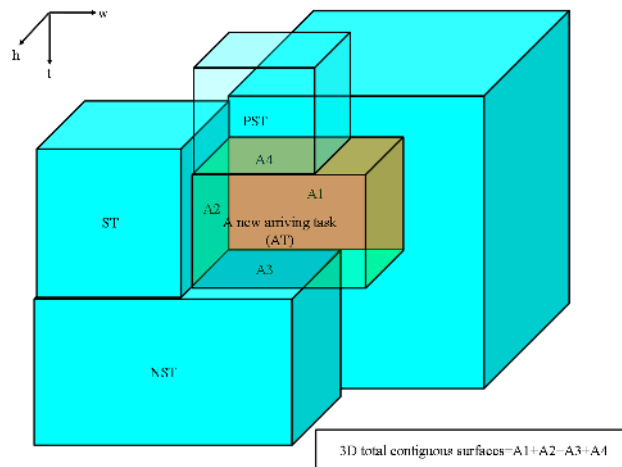 w
h
t
PST
A4
A1
ST
A2
A new arriving task
(AT)
A3
NST
3D total contiguous surfaces=A1+A2+A3+A4